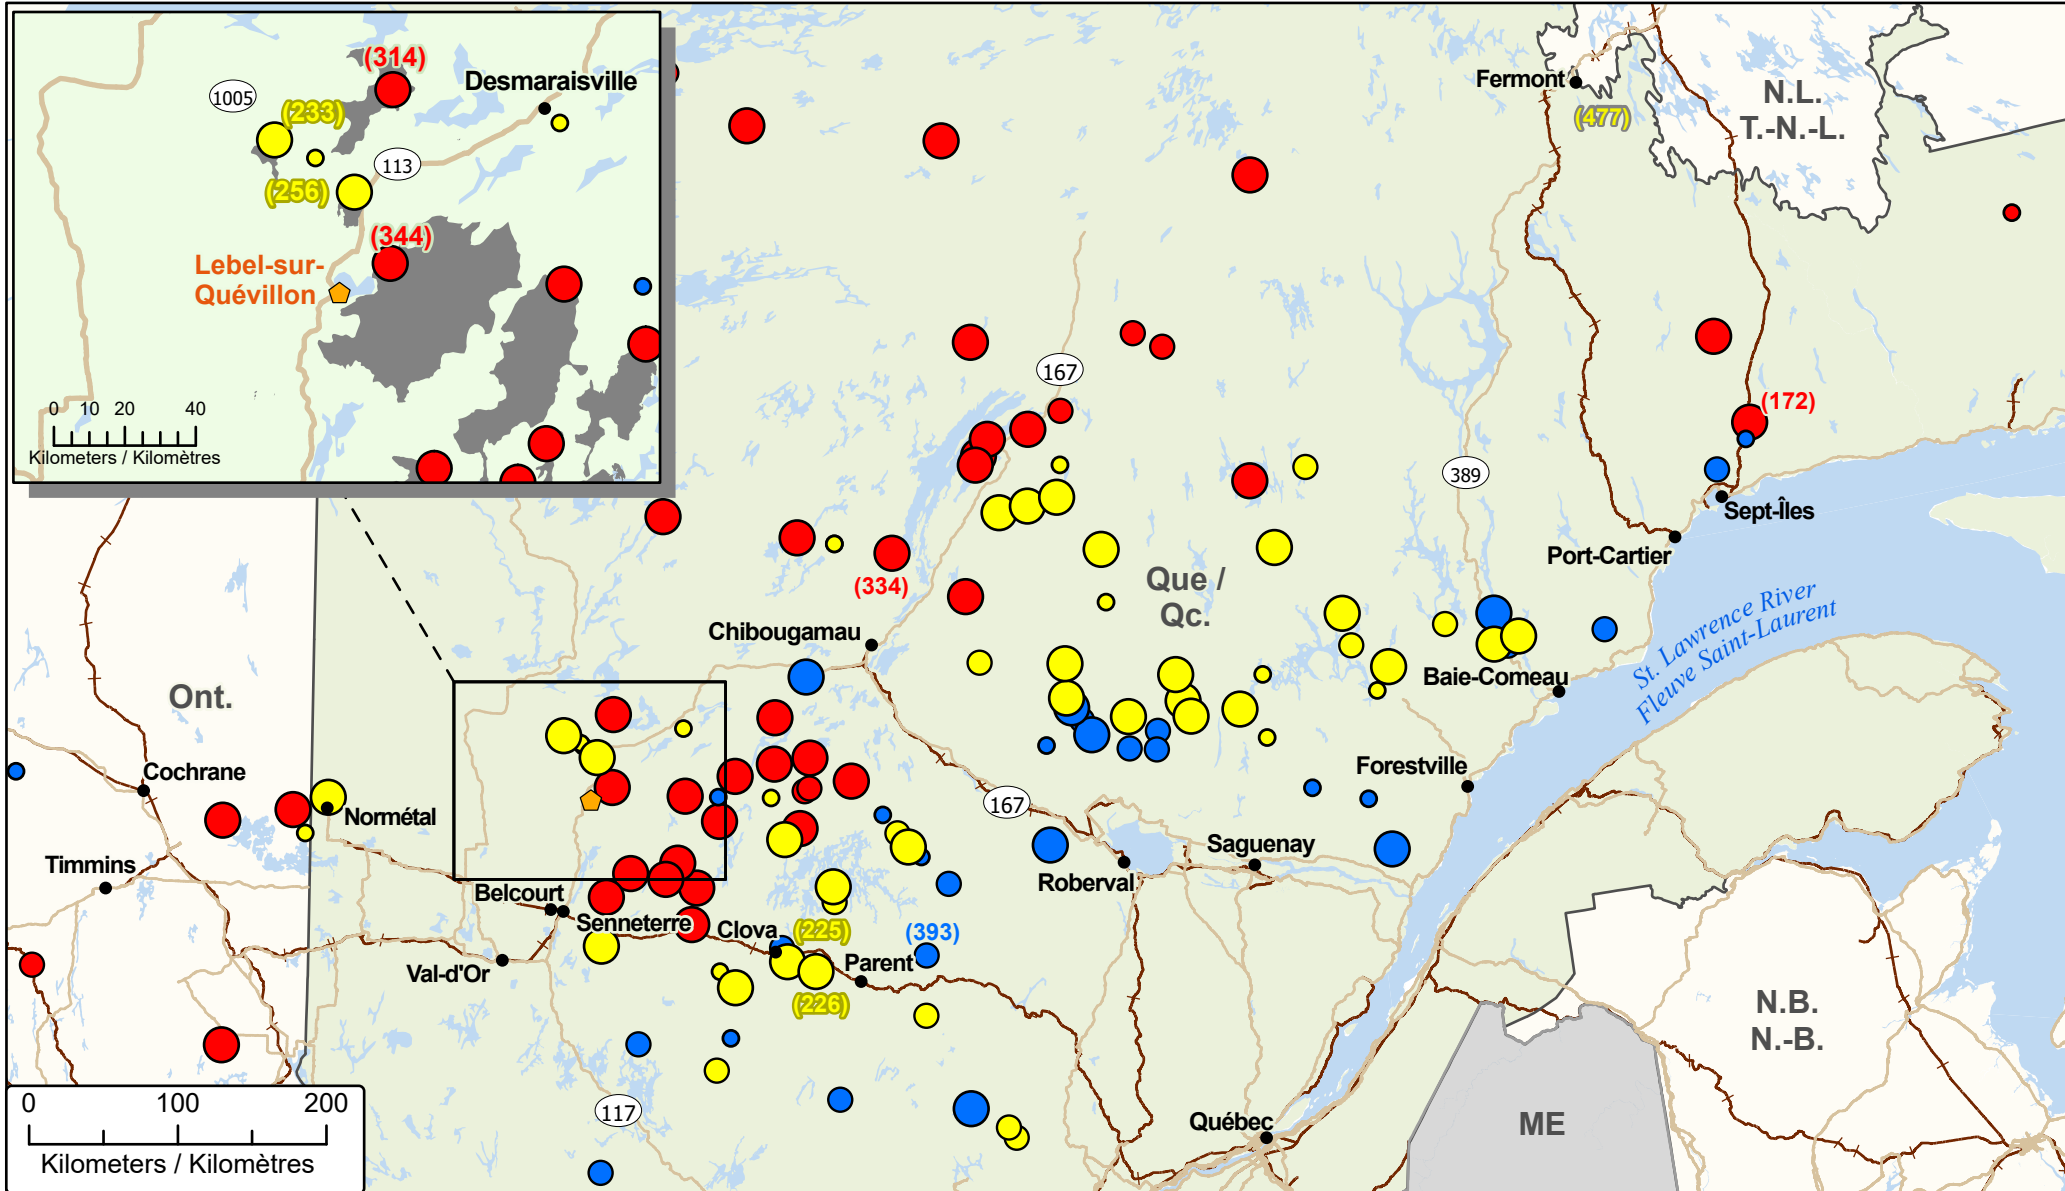 (314)
Desmaraisville
1005
(233)
113
(256)
(344)
Lebel-sur-
Quévillon
0 10 20 40
Kilometers / Kilomètres
Fermont
(477)
N.L.
T.-N.-L.
167
(172)
389
Sept-Îles
Port-Cartier
(334)
Que /
Qc.
St. Lawrence River
Fleuve Saint-Laurent
Chibougamau
Baie-Comeau
Ont.
Cochrane
Normétal
Forestville
167
Timmins
Saguenay
Roberval
Belcourt
Senneterre
Clova
(225)
(393)
Val-d'Or
Parent
(226)
N.B.
N.-B.
117
Québec
ME
0 100 200
Kilometers / Kilomètres